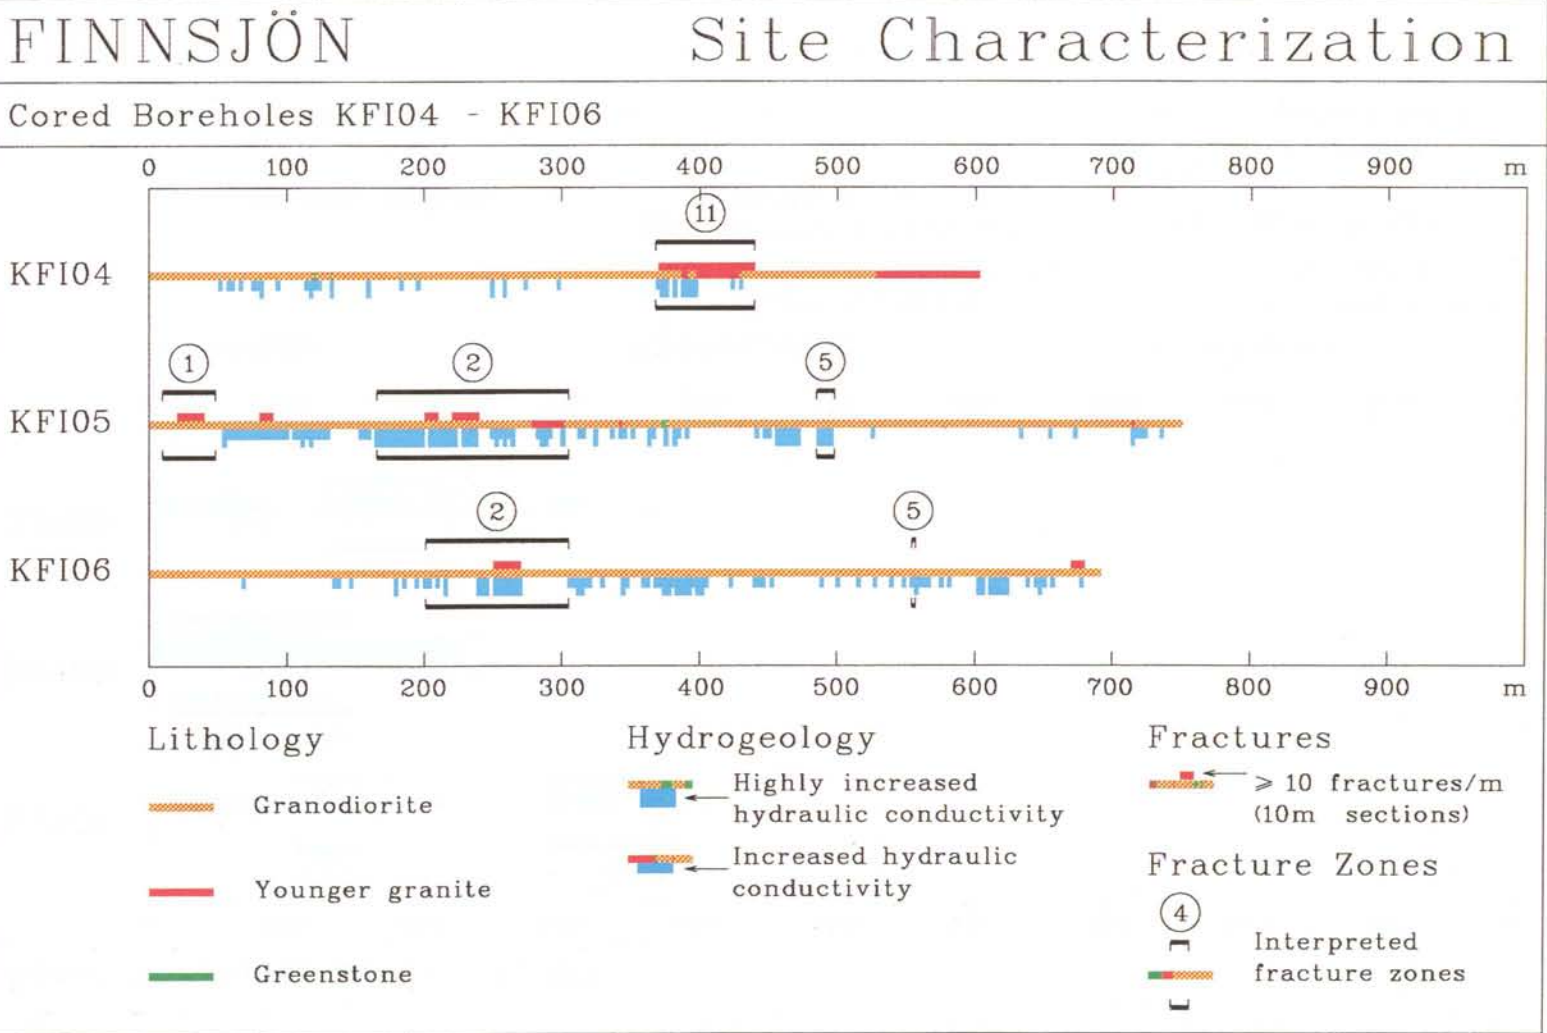 FINNSJÖN Site Characterization
Cored Boreholes KFI04 - KFI06
0 100 200 300 400 500 600 700 800 900 m
11
KFI04
1 2 5
KFI05
2 5
KFI06
0 100 200 300 400 500 600 700 800 900 m
Lithology
Granodiorite
Younger granite
Greenstone
Hydrogeology
Highly increased
hydraulic conductivity
Increased hydraulic
conductivity
Fractures
⩾ 10 fractures/m
(10m sections)
Fracture Zones
4
Interpreted
fracture zones